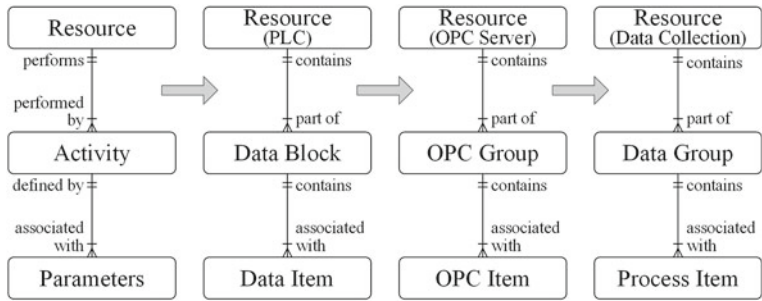 Resource
performs
performed
by
Activity
defined by
associated
with
Parameters
Resource
(PLC)
contains
part of
Data Block
contains
associated
with
Data Item
Resource
(OPC Server)
contains
part of
OPC Group
contains
associated
with
OPC Item
Resource
(Data Collection)
contains
part of
Data Group
contains
associated
with
Process Item